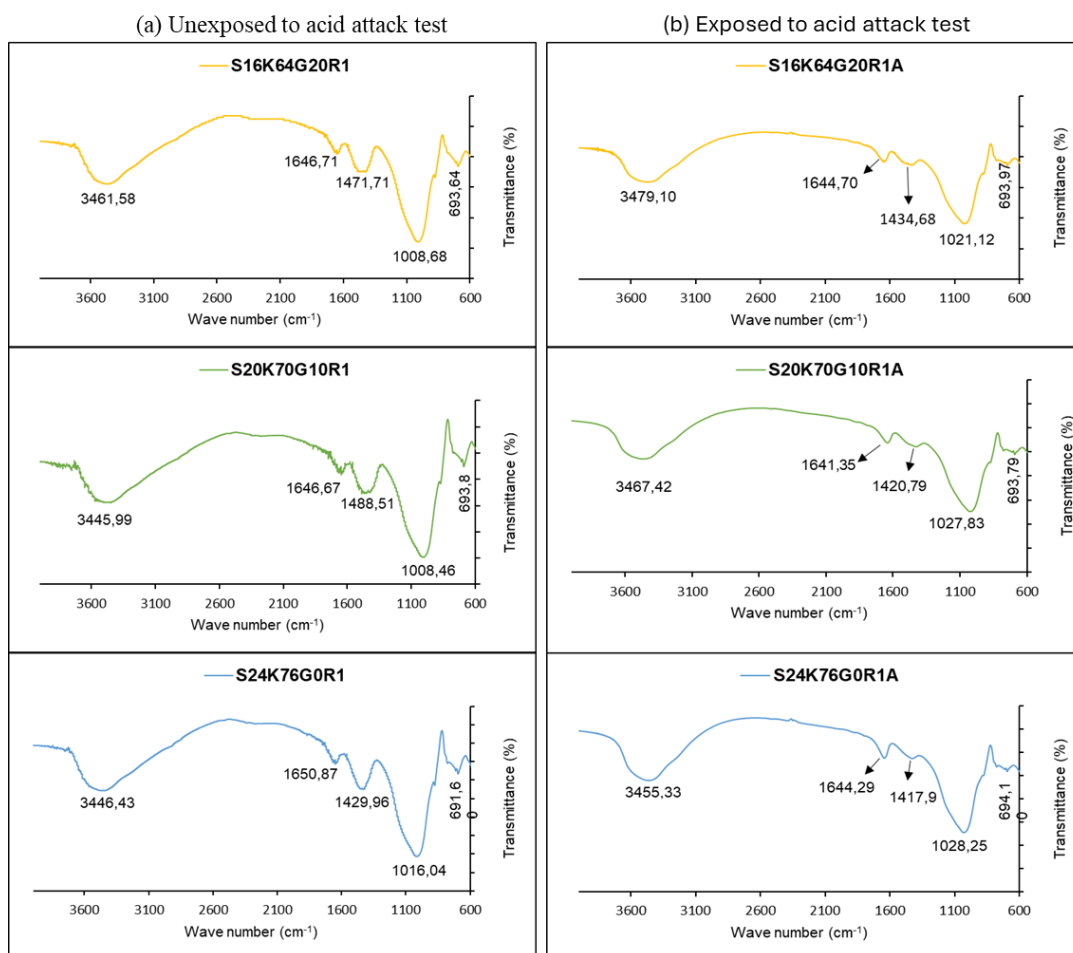 (a) Unexposed to acid attack test
(b) Exposed to acid attack test
S16K64G20R1
3461,58
1646,71
1471,71
1008,68
693,64
Transmittance (%)
3600 3100 2600 2100 1600 1100 600
Wave number (cm⁻¹)
S16K64G20R1A
3479,10
1644,70
1434,68
1021,12
693,97
Transmittance (%)
3600 3100 2600 2100 1600 1100 600
Wave number (cm⁻¹)
S20K70G10R1
3445,99
1646,67
1488,51
1008,46
693,8
Transmittance (%)
3600 3100 2600 2100 1600 1100 600
Wave number (cm⁻¹)
S20K70G10R1A
3467,42
1641,35
1420,79
1027,83
693,79
Transmittance (%)
3600 3100 2600 2100 1600 1100 600
Wave number (cm⁻¹)
S24K76G0R1
3446,43
1650,87
1429,96
1016,04
691,6
0
Transmittance (%)
3600 3100 2600 2100 1600 1100 600
Wave number (cm⁻¹)
S24K76G0R1A
3455,33
1644,29
1417,9
1028,25
694,1
0
Transmittance (%)
3600 3100 2600 2100 1600 1100 600
Wave number (cm⁻¹)